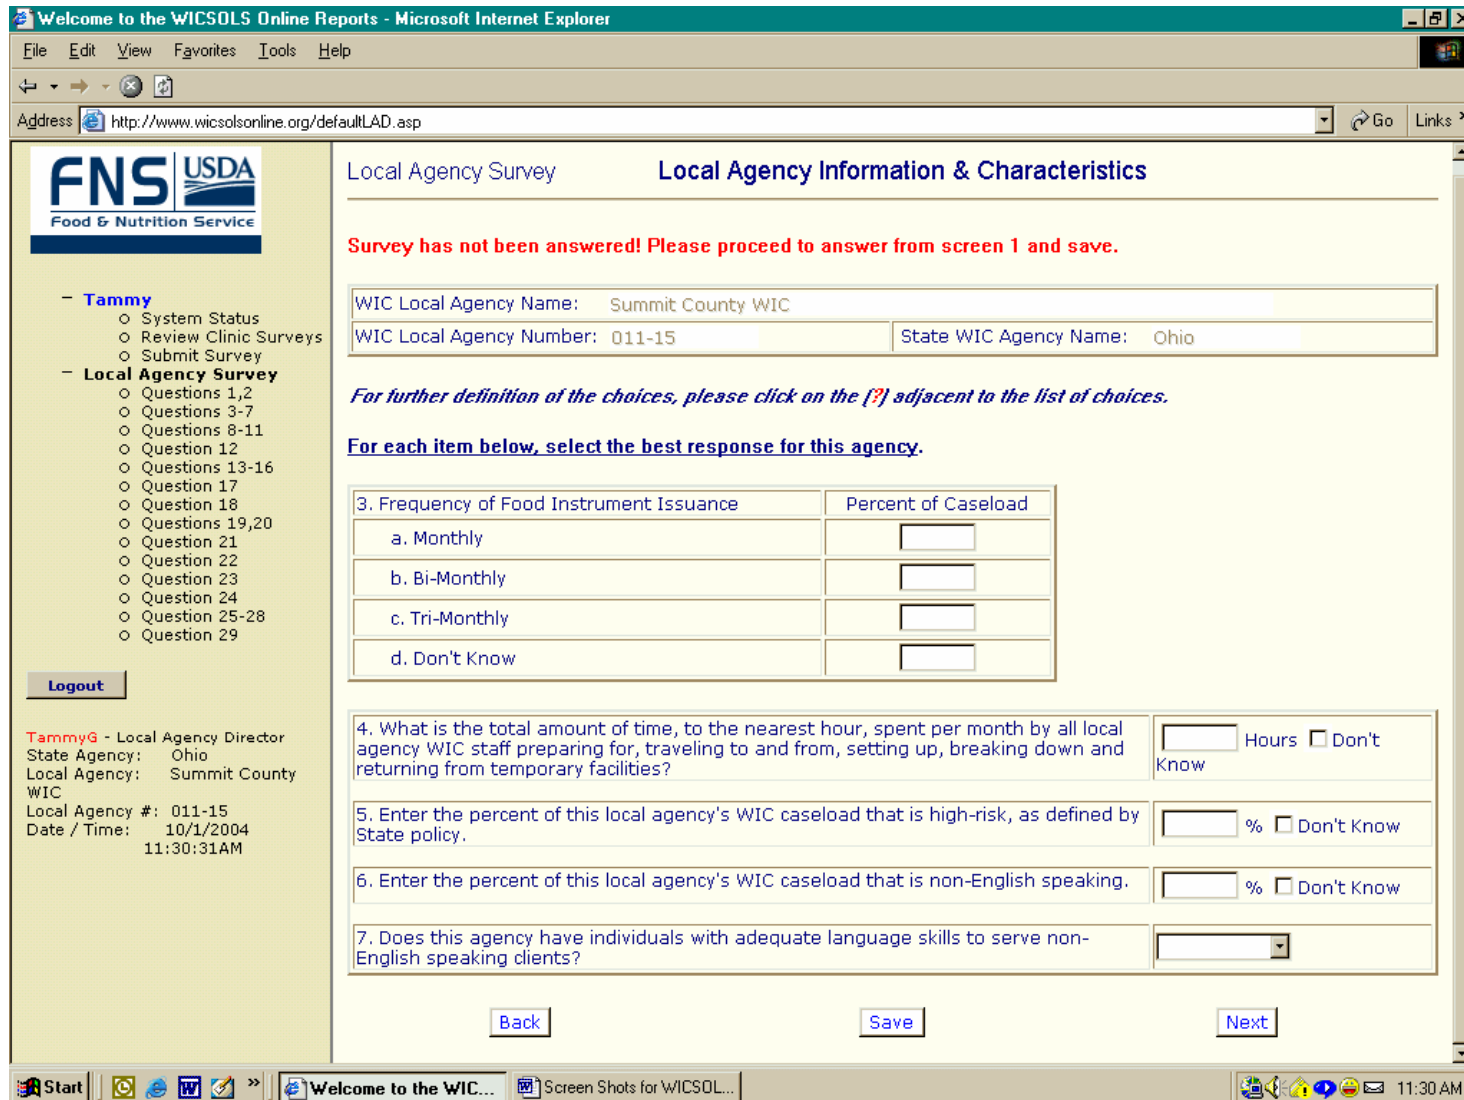 Welcome to the WICSOLS Online Reports - Microsoft Internet Explorer
File Edit View Favorites Tools Help
Address http://www.wicsolsonline.org/defaultLAD.asp Go Links
FNS USDA
Food & Nutrition Service
- Tammy
o System Status
o Review Clinic Surveys
o Submit Survey
- Local Agency Survey
o Questions 1,2
o Questions 3-7
o Questions 8-11
o Question 12
o Questions 13-16
o Question 17
o Question 18
o Questions 19,20
o Question 21
o Question 22
o Question 23
o Question 24
o Question 25-28
o Question 29
Logout
TammyG - Local Agency Director
State Agency: Ohio
Local Agency: Summit County
WIC
Local Agency #: 011-15
Date / Time: 10/1/2004
11:30:31AM
Local Agency Survey Local Agency Information & Characteristics
Survey has not been answered! Please proceed to answer from screen 1 and save.
WIC Local Agency Name: Summit County WIC
WIC Local Agency Number: 011-15 State WIC Agency Name: Ohio
For further definition of the choices, please click on the [?] adjacent to the list of choices.
For each item below, select the best response for this agency.
3. Frequency of Food Instrument Issuance Percent of Caseload
a. Monthly
b. Bi-Monthly
c. Tri-Monthly
d. Don't Know
4. What is the total amount of time, to the nearest hour, spent per month by all local
agency WIC staff preparing for, traveling to and from, setting up, breaking down and
returning from temporary facilities?
Hours Don't
Know
5. Enter the percent of this local agency's WIC caseload that is high-risk, as defined by
State policy.
% Don't Know
6. Enter the percent of this local agency's WIC caseload that is non-English speaking.
% Don't Know
7. Does this agency have individuals with adequate language skills to serve non-
English speaking clients?
Back Save Next
Start Welcome to the WIC... Screen Shots for WICSOL... 11:30 AM